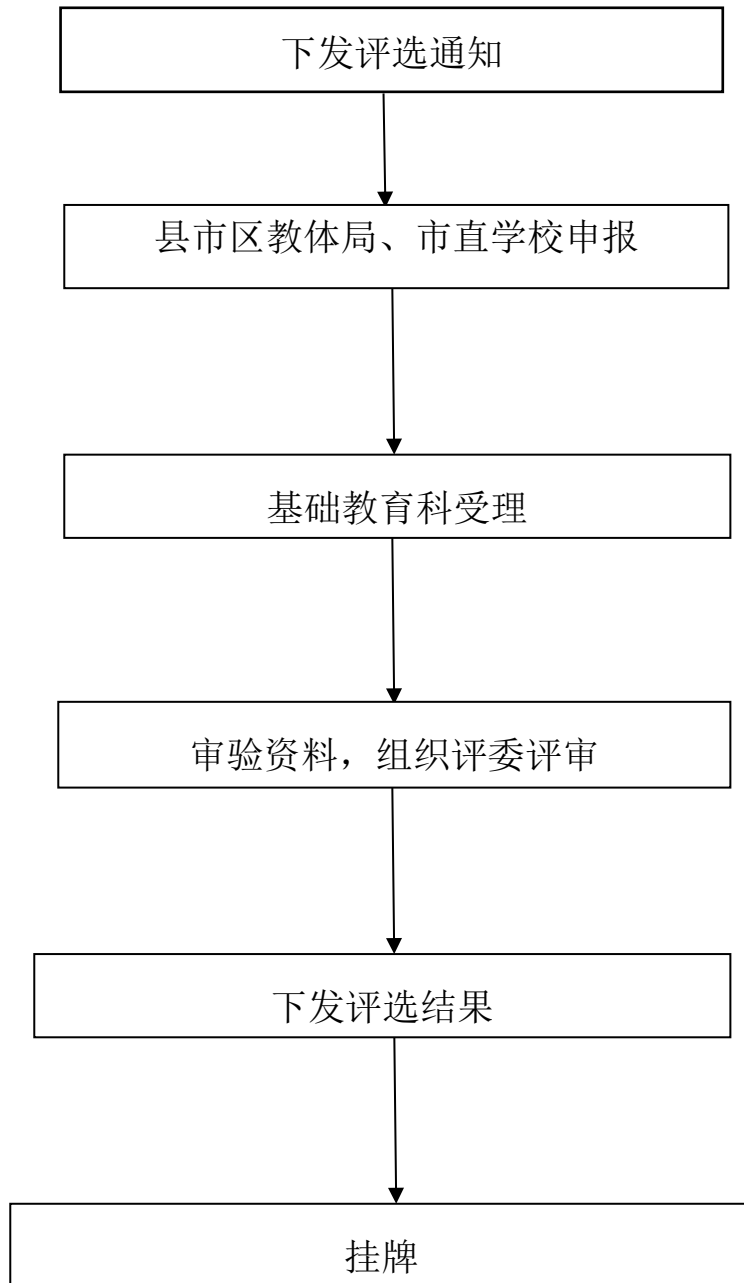 下发评选通知
县市区教体局、市直学校申报
基础教育科受理
审验资料，组织评委评审
下发评选结果
挂牌